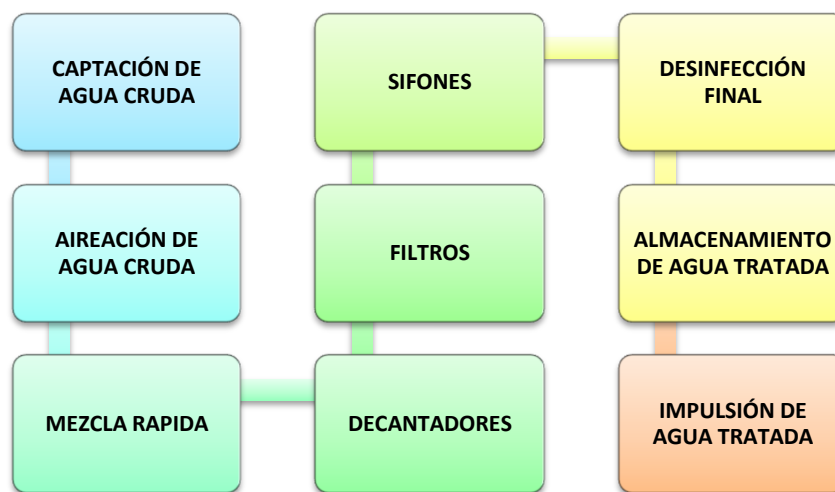 CAPTACIÓN DE
AGUA CRUDA
AIREACIÓN DE
AGUA CRUDA
MEZCLA RAPIDA
DECANTADORES
FILTROS
SIFONES
DESINFECCIÓN
FINAL
ALMACENAMIENTO
DE AGUA TRATADA
IMPULSIÓN DE
AGUA TRATADA